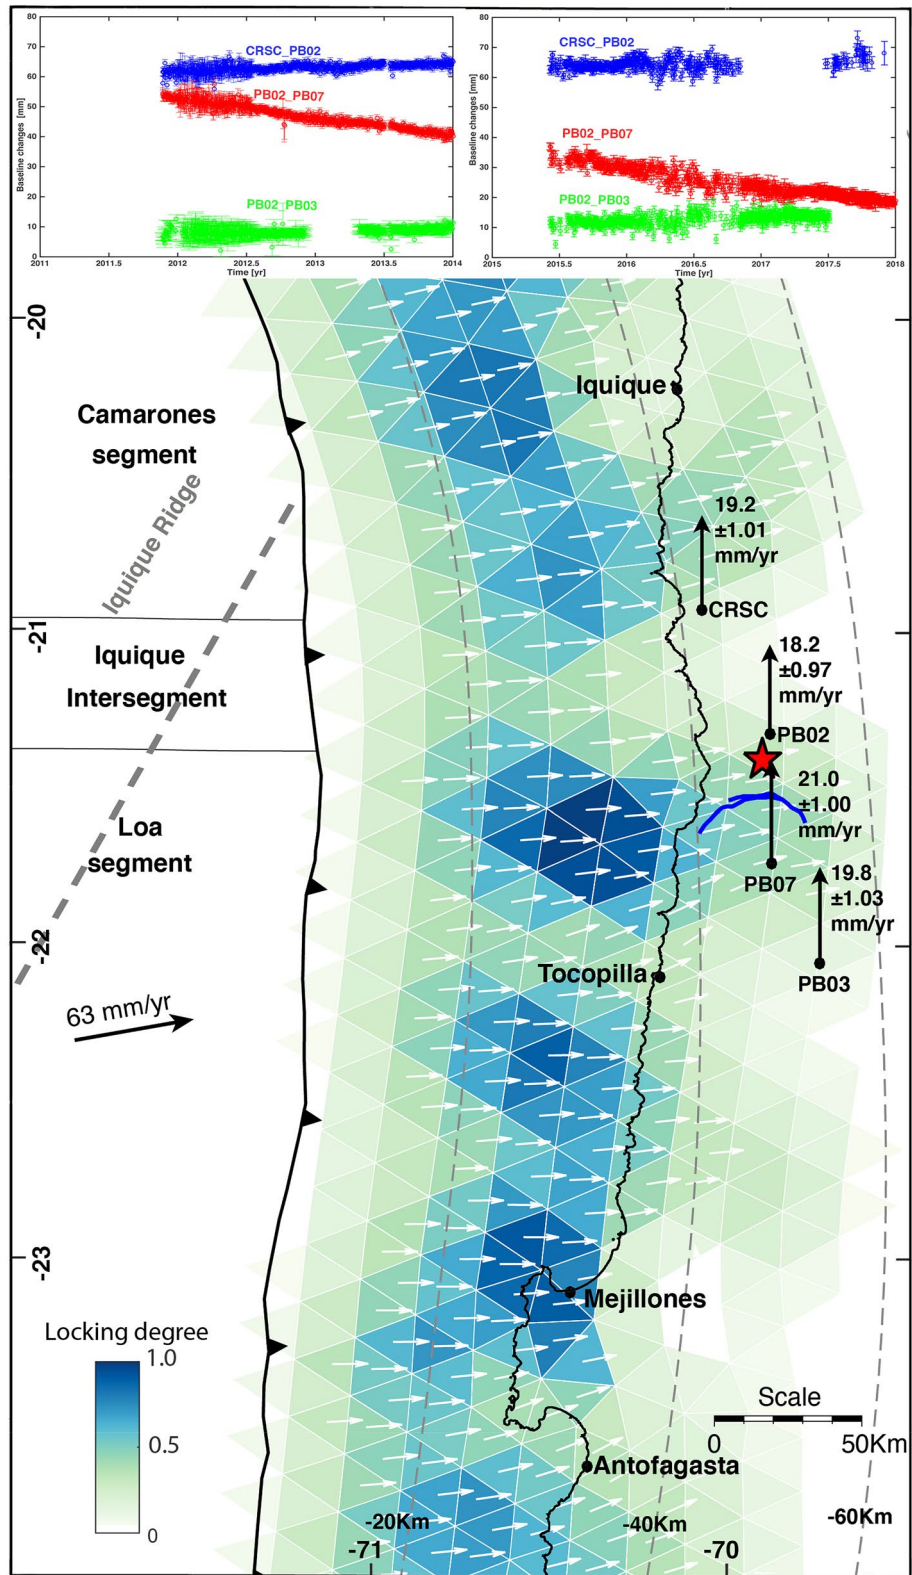 80
70
60
50
40
30
20
10
0
Baseline changes [mm]
CRSC_PB02
PB02_PB07
PB02_PB03
2011
2011.5
2012
2012.5
2013
2013.5
2014
Time [yr]
80
70
60
50
40
30
20
10
0
Baseline changes [mm]
CRSC_PB02
PB02_PB07
PB02_PB03
2015
2015.5
2016
2016.5
2017
2017.5
2018
Time [yr]
-20
Iquique
Camarones
segment
Iquique Ridge
19.2
±1.01
mm/yr
CRSC
-21
Iquique
Intersegment
18.2
±0.97
mm/yr
PB02
21.0
±1.00
mm/yr
Loa
segment
PB07
19.8
±1.03
mm/yr
-22
Tocopilla
PB03
63 mm/yr
-23
Mejillones
Locking degree
1.0
0.5
0
Scale
0
50Km
Antofagasta
-20Km
-40Km
-60Km
-71
-70